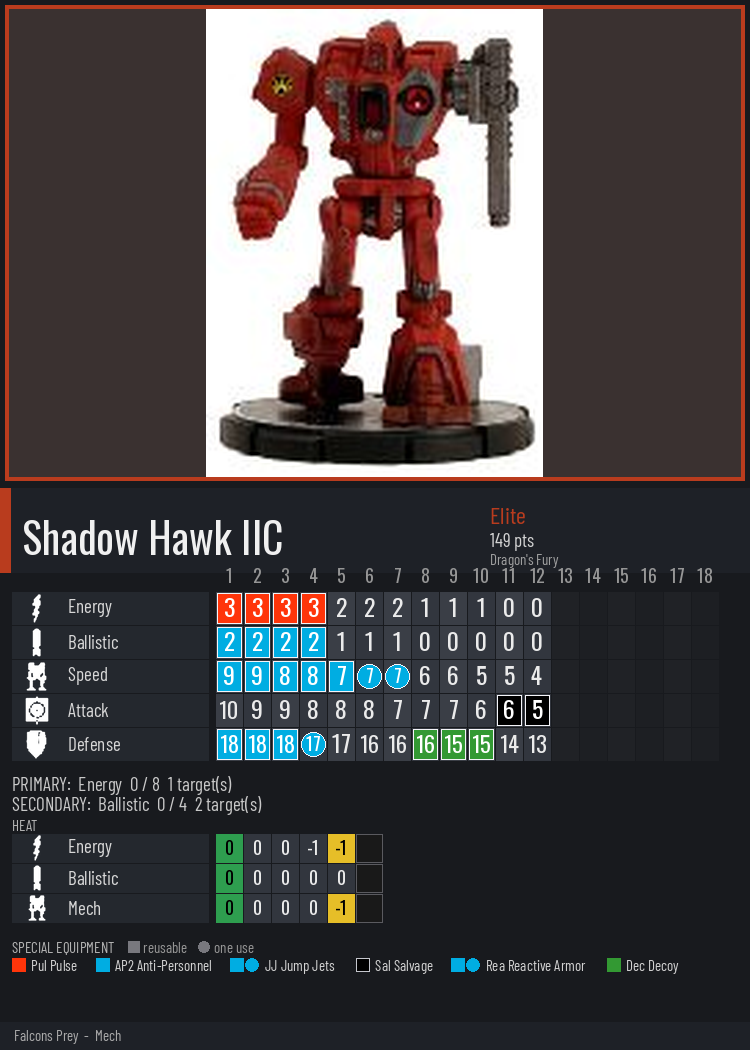 Shadow Hawk IIC
Elite
149 pts
Dragon's Fury
1 2 3 4 5 6 7 8 9 10 11 12 13 14 15 16 17 18
Energy 3 3 3 3 2 2 2 1 1 1 0 0
Ballistic 2 2 2 2 1 1 1 0 0 0 0 0
Speed 9 9 8 8 7 7 7 6 6 5 5 4
Attack 10 9 9 8 8 8 7 7 7 6 6 5
Defense 18 18 18 17 17 16 16 16 15 15 14 13
PRIMARY: Energy 0 / 8 1 target(s)
SECONDARY: Ballistic 0 / 4 2 target(s)
HEAT
Energy 0 0 0 -1 -1
Ballistic 0 0 0 0 0
Mech 0 0 0 0 -1
SPECIAL EQUIPMENT reusable one use
Pul Pulse AP2 Anti-Personnel JJ Jump Jets Sal Salvage Rea Reactive Armor Dec Decoy
Falcons Prey - Mech